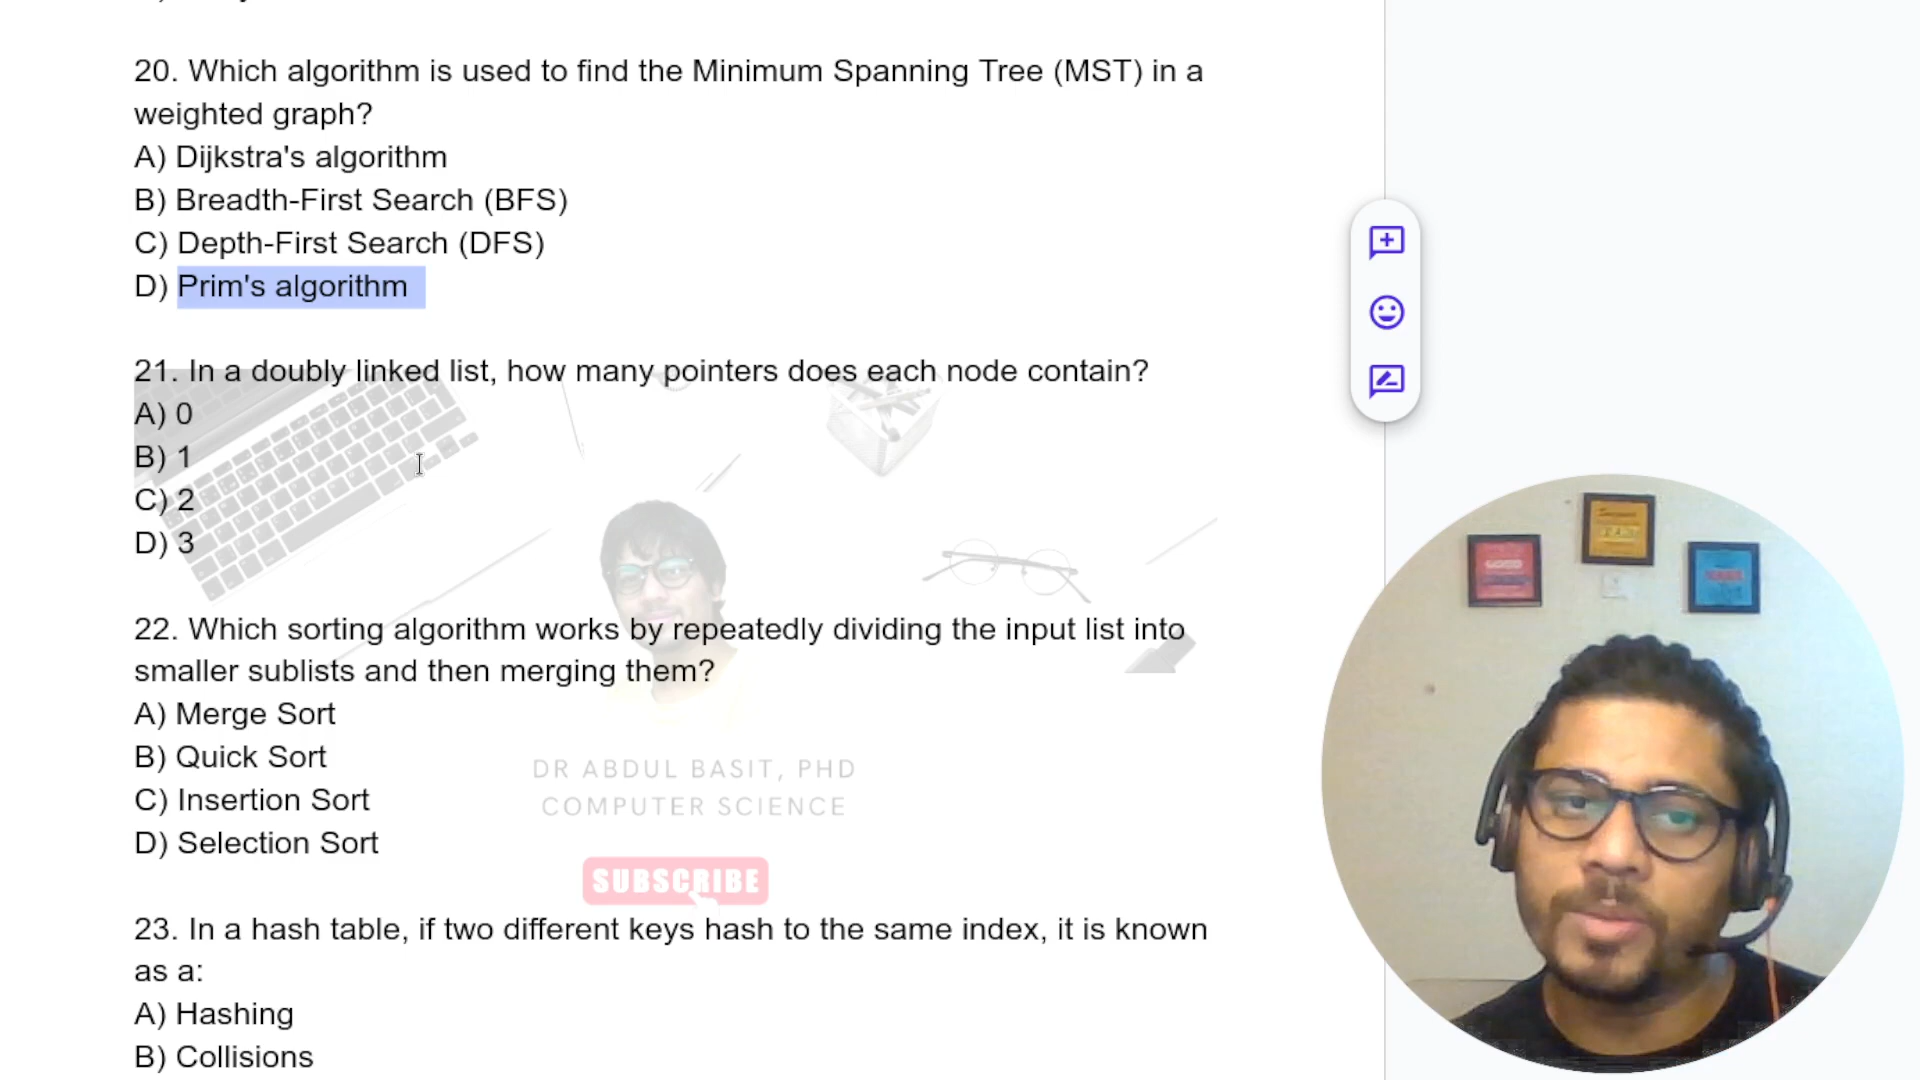 20. Which algorithm is used to find the Minimum Spanning Tree (MST) in a
weighted graph?
A) Dijkstra's algorithm
B) Breadth-First Search (BFS)
C) Depth-First Search (DFS)
D) Prim's algorithm
21. In a doubly linked list, how many pointers does each node contain?
A) 0
B) 1
C) 2
D) 3
22. Which sorting algorithm works by repeatedly dividing the input list into
smaller sublists and then merging them?
A) Merge Sort
B) Quick Sort
C) Insertion Sort
D) Selection Sort
DR ABDUL BASIT, PHD
COMPUTER SCIENCE
SUBSCRIBE
23. In a hash table, if two different keys hash to the same index, it is known
as a:
A) Hashing
B) Collisions